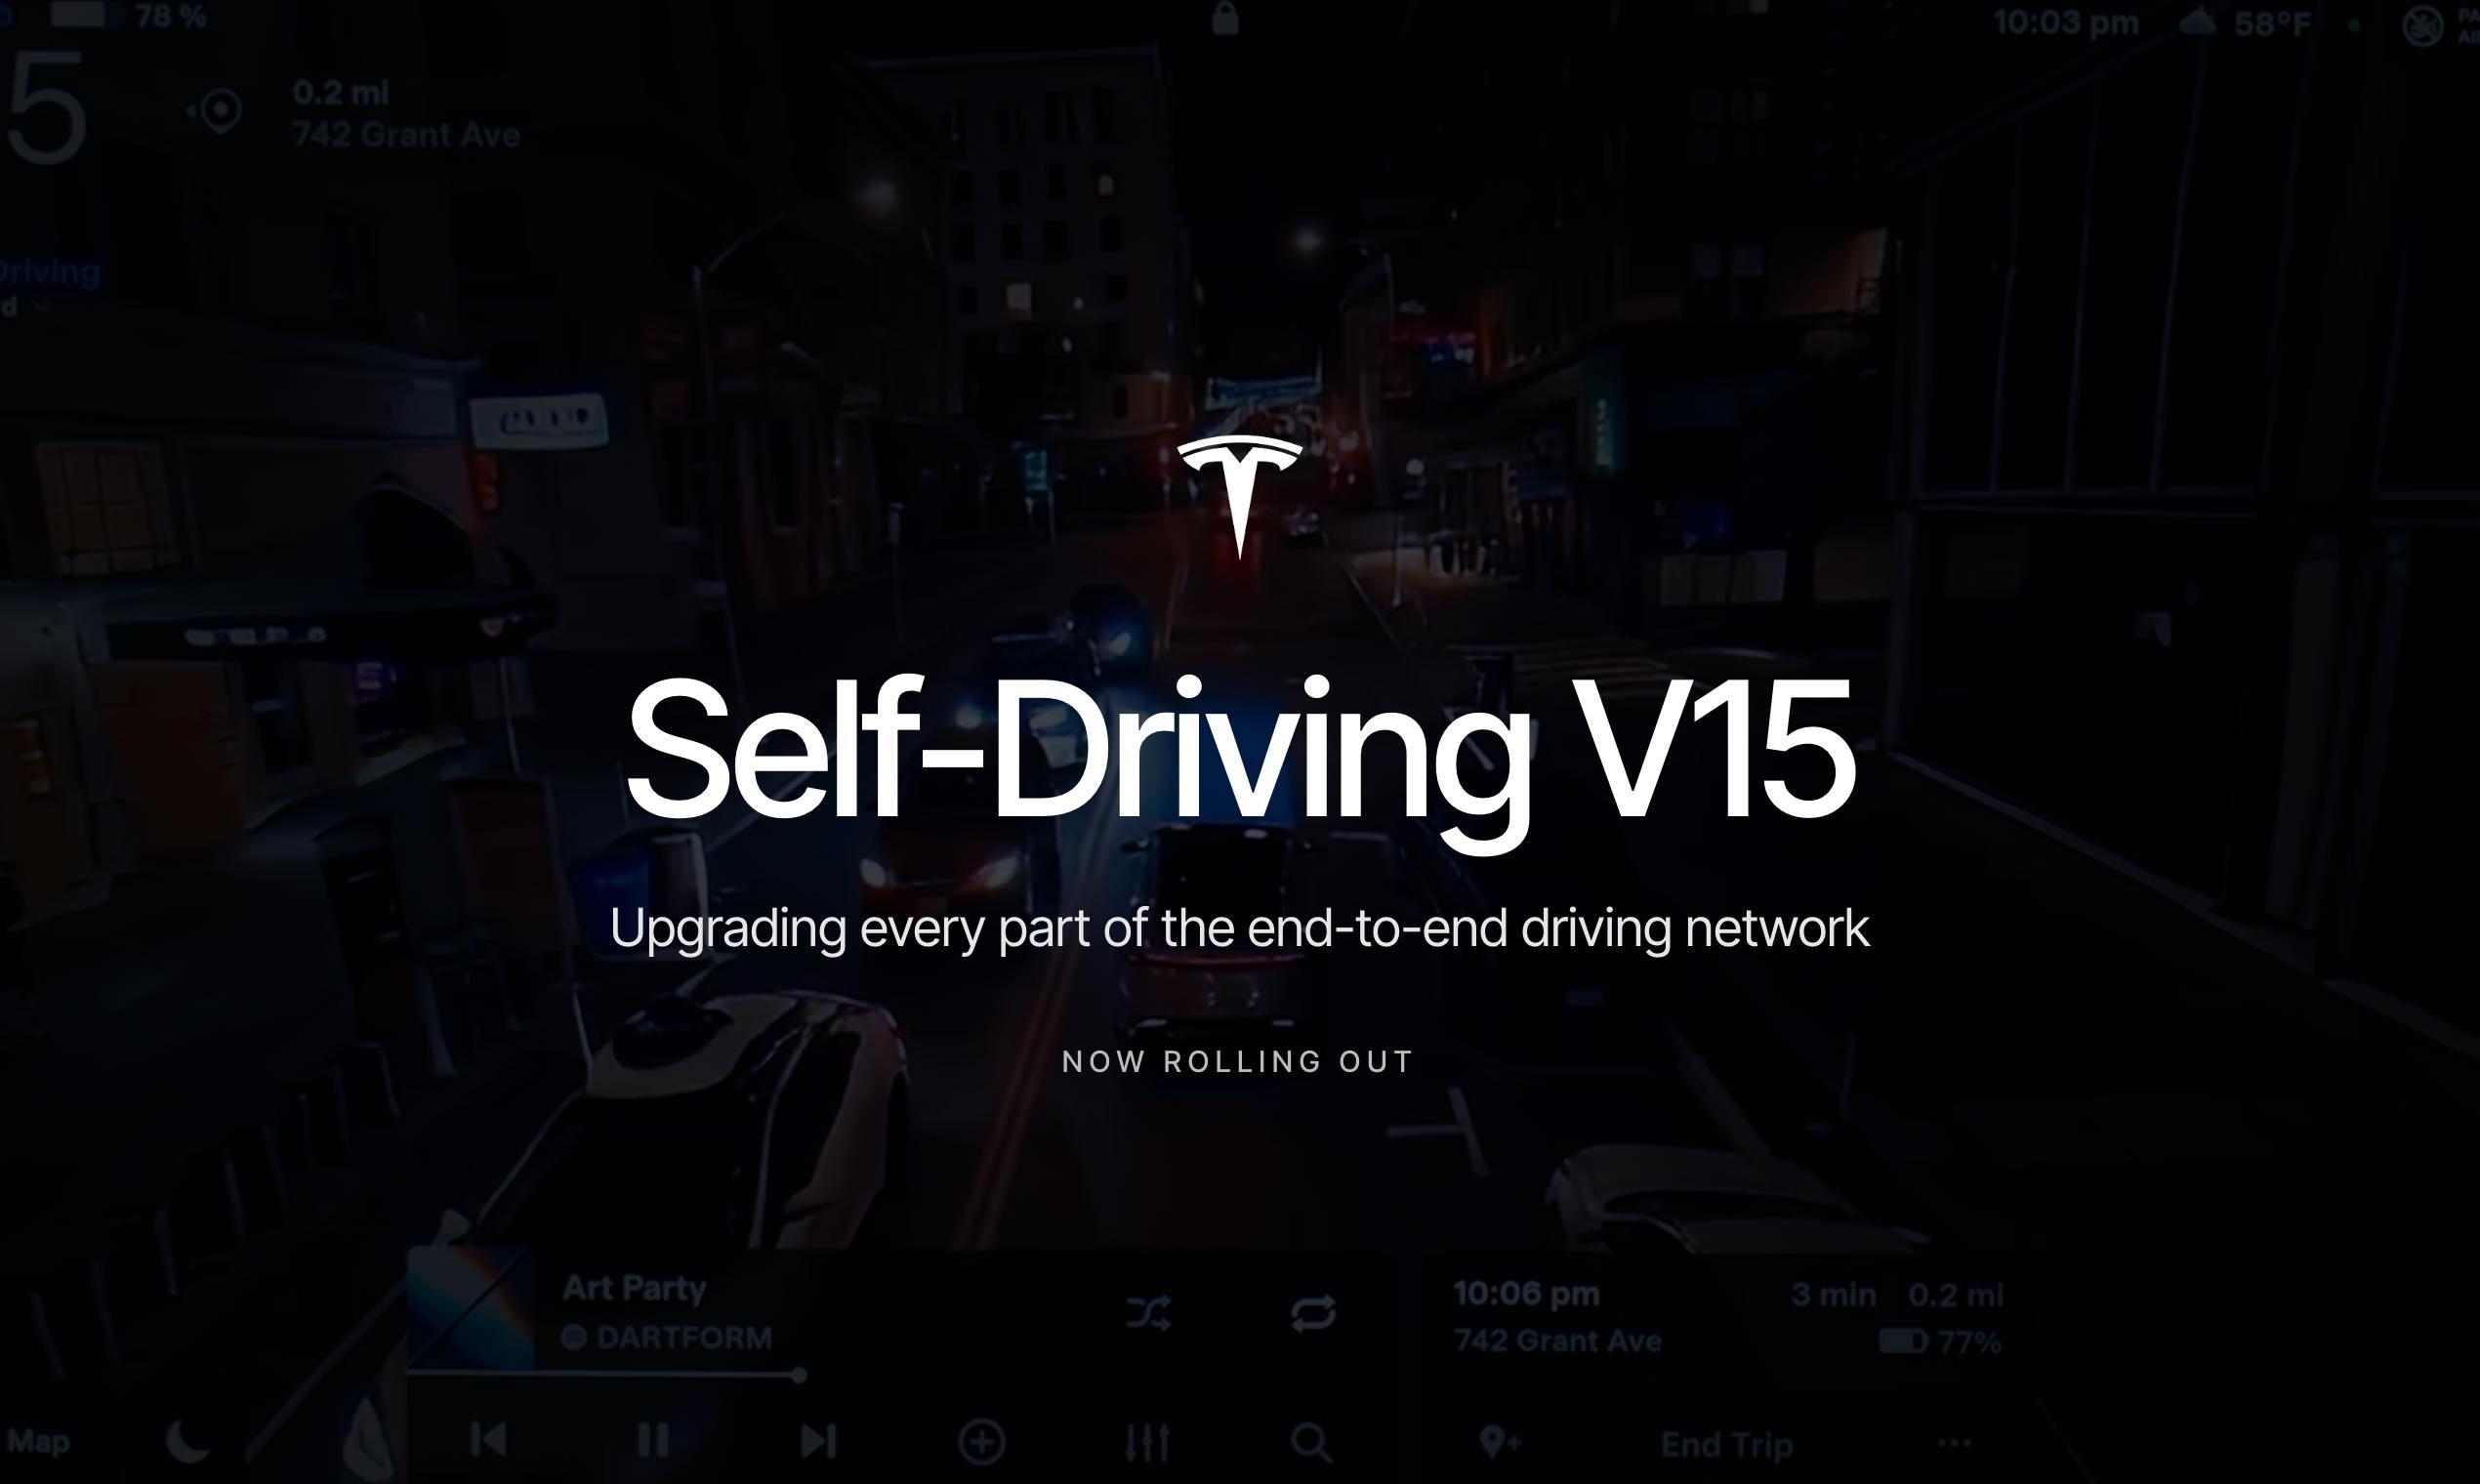 78 %
10:03 pm
58°F
5
0.2 mi
742 Grant Ave
Driving
Self-Driving V15
Upgrading every part of the end-to-end driving network
NOW ROLLING OUT
Art Party
DARTFORM
10:06 pm
3 min
0.2 mi
742 Grant Ave
77%
Map
End Trip